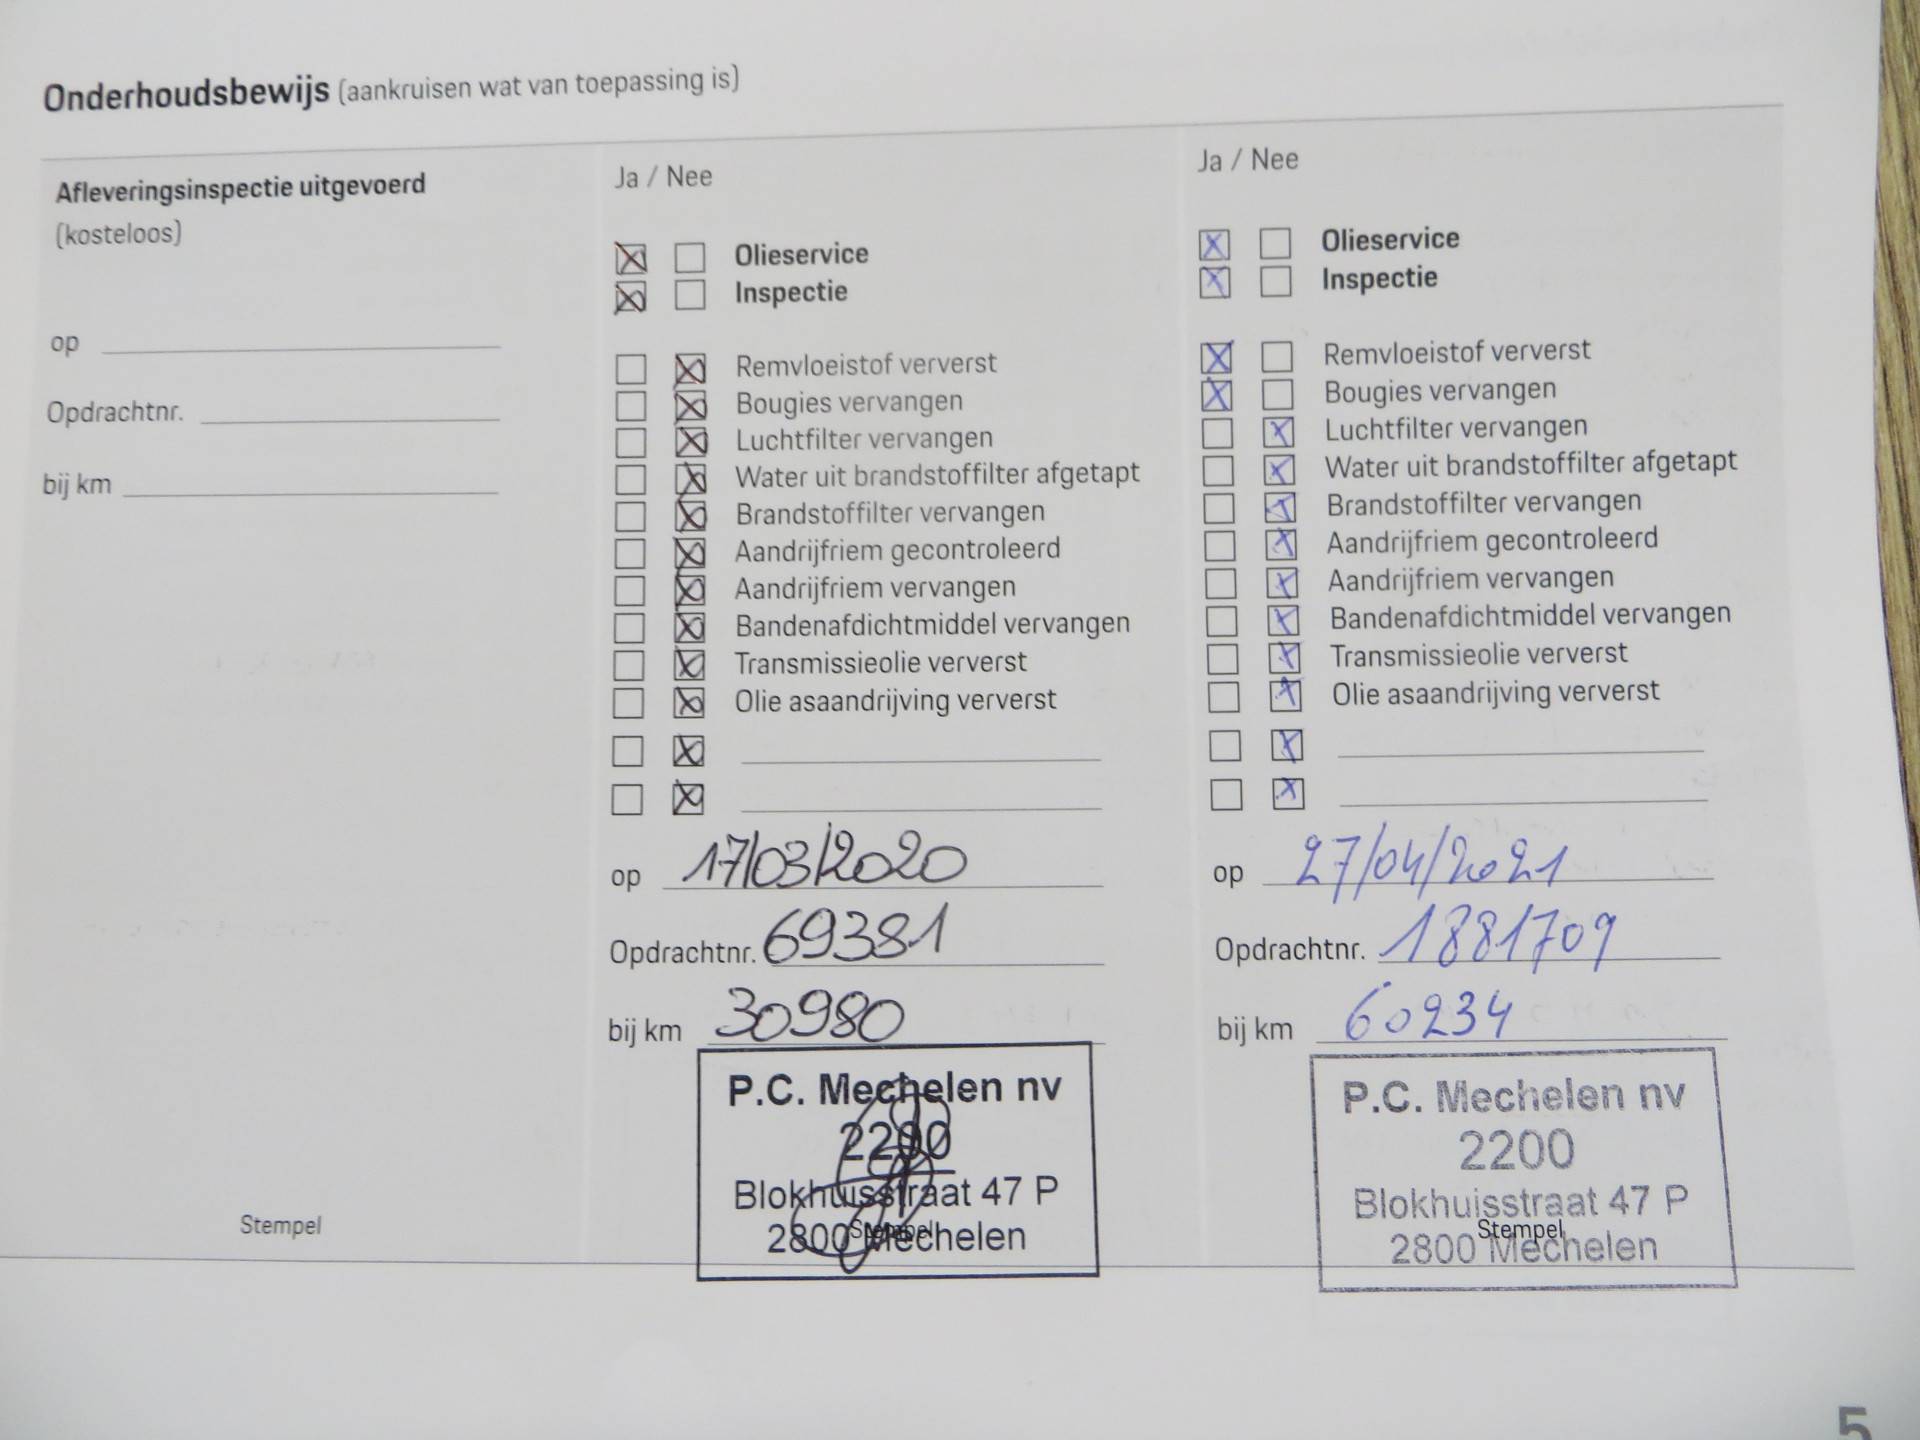 Onderhoudsbewijs (aankruisen wat van toepassing is)
Afleveringsinspectie uitgevoerd
(kosteloos)
op
Opdrachtnr.
bij km
Stempel
Ja / Nee
Olieservice
Inspectie
Remvloeistof ververst
Bougies vervangen
Luchtfilter vervangen
Water uit brandstoffilter afgetapt
Brandstoffilter vervangen
Aandrijfriem gecontroleerd
Aandrijfriem vervangen
Bandenafdichtmiddel vervangen
Transmissieolie ververst
Olie asaandrijving ververst
op 17/03/2020
Opdrachtnr. 69381
bij km 30980
P.C. Mechelen nv
2200
Blokhuisstraat 47 P
Stempel
2800 Mechelen
Ja / Nee
Olieservice
Inspectie
Remvloeistof ververst
Bougies vervangen
Luchtfilter vervangen
Water uit brandstoffilter afgetapt
Brandstoffilter vervangen
Aandrijfriem gecontroleerd
Aandrijfriem vervangen
Bandenafdichtmiddel vervangen
Transmissieolie ververst
Olie asaandrijving ververst
op 27/04/2021
Opdrachtnr. 1881709
bij km 60234
P.C. Mechelen nv
2200
Blokhuisstraat 47 P
Stempel
2800 Mechelen
5